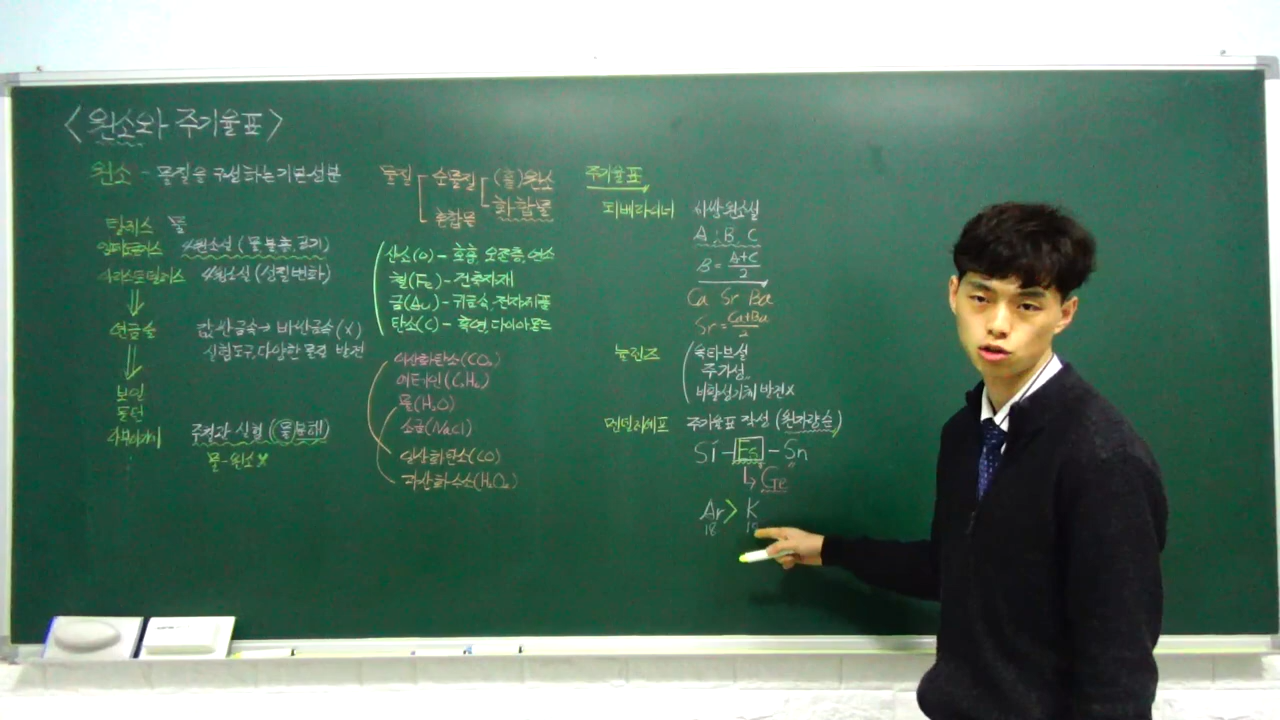 <원소와 주기율표>
원소 - 물질을 구성하는 기본성분
탈레스 물
엠페도클레스 4원소설 (물,불,흙,공기)
아리스토텔레스 4원소설 (성질변화)
연금술 값싼금속→비싼금속(X)
실험도구, 다양한 물질 발견
보일
돌턴
라부아지에 주철관 실험 (물분해)
물-원소X
물질 순물질 (홑)원소
화합물
혼합물
산소(O) - 호흡, 오존층, 연소
철(Fe) - 건축자재
금(Au) - 귀금속, 전자제품
탄소(C) - 흑연, 다이아몬드
이산화탄소(CO₂)
에테인(C₂H₆)
물(H₂O)
소금(NaCl)
일산화탄소(CO)
과산화수소(H₂O₂)
주기율표
되베라이너 세쌍원소설
A, B, C
B = A+C/2
Ca Sr Ba
Sr = Ca+Ba/2
뉼런즈 옥타브설
주기성
비활성기체 발견X
멘델레예프 주기율표 작성 (원자량순)
Si - Es - Sn
Ge
Ar > K
18 19